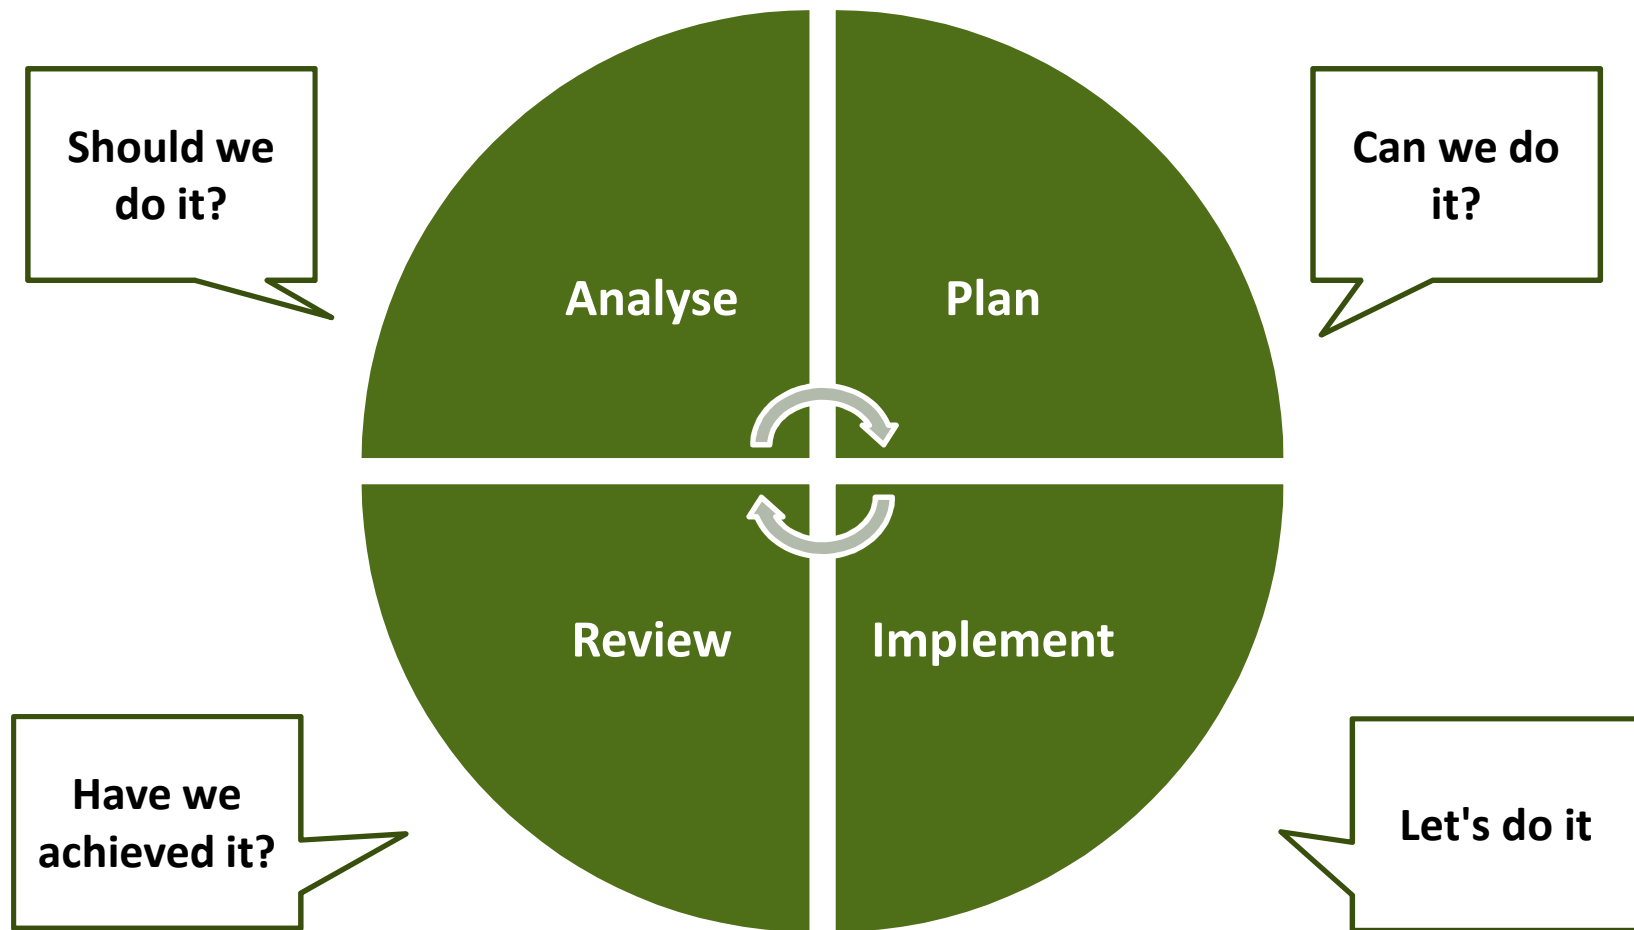 Should we
do it?
Can we do
it?
Analyse
Plan
Review
Implement
Have we
achieved it?
Let's do it